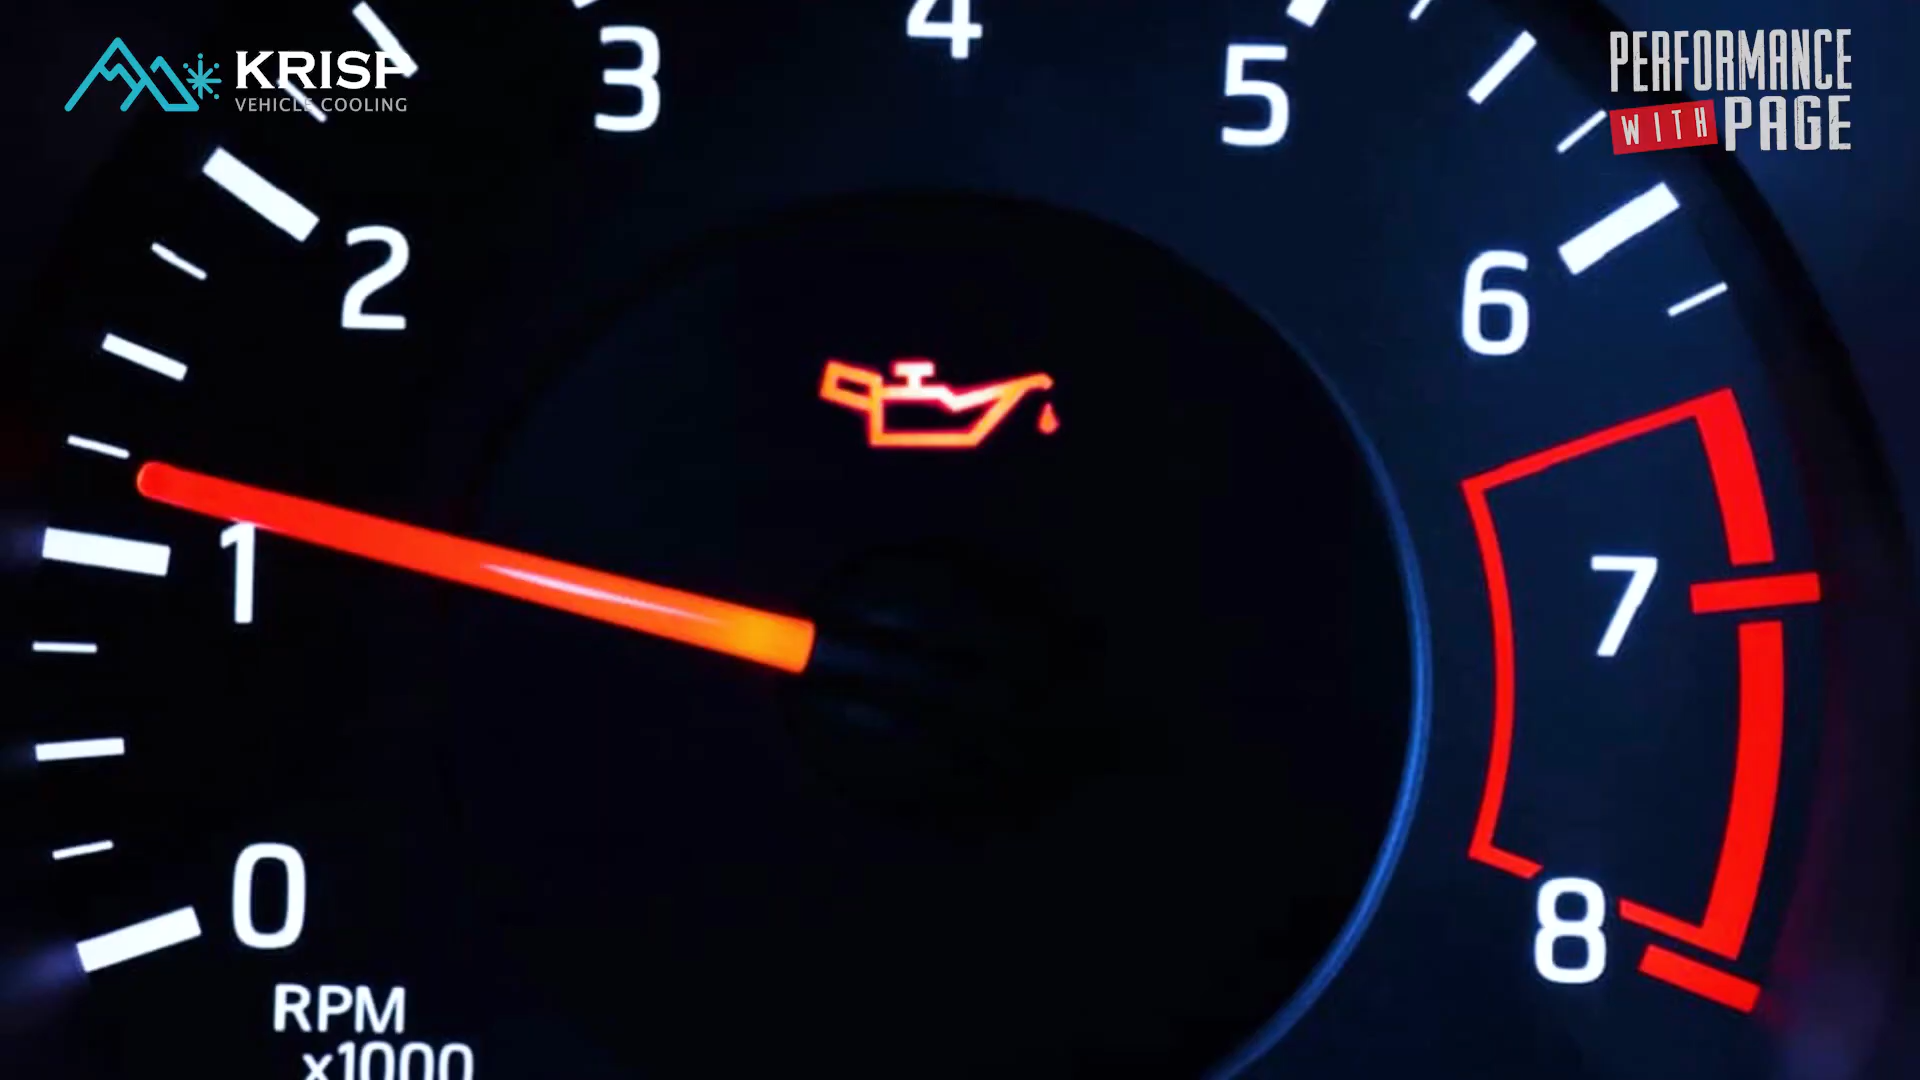 KRISP
VEHICLE COOLING
PERFORMANCE
WITH PAGE
0
1
2
3
4
5
6
7
8
RPM
x1000